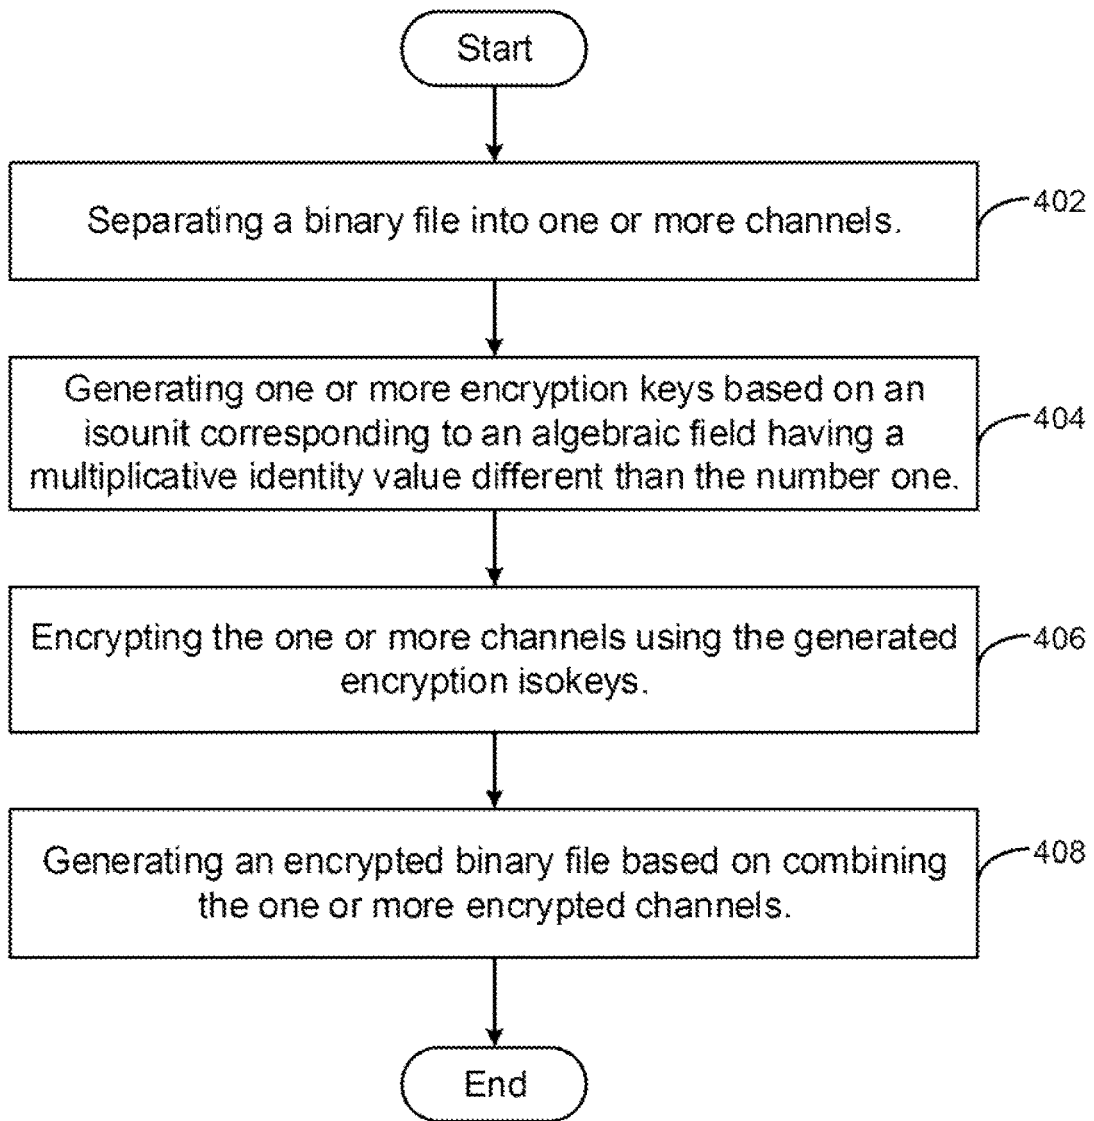 Start
Separating a binary file into one or more channels.
402
Generating one or more encryption keys based on an
isounit corresponding to an algebraic field having a
multiplicative identity value different than the number one.
404
Encrypting the one or more channels using the generated
encryption isokeys.
406
Generating an encrypted binary file based on combining
the one or more encrypted channels.
408
End